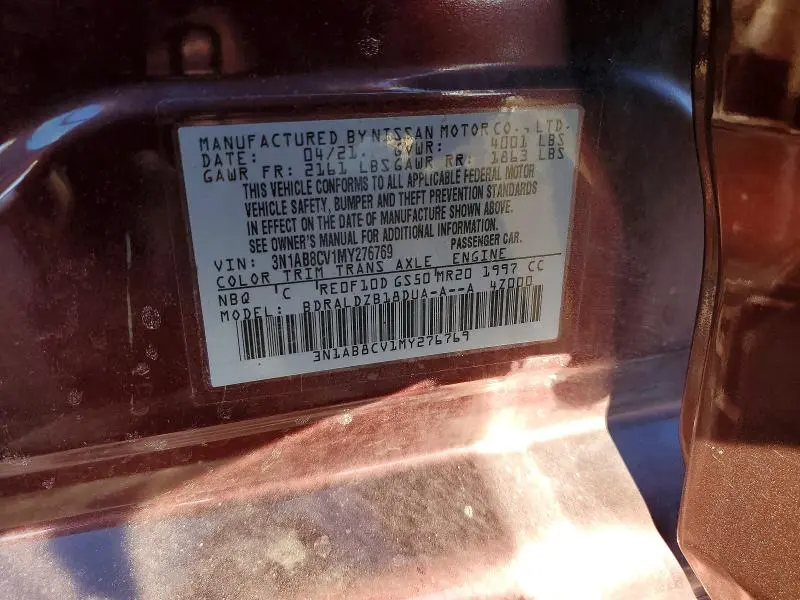 MANUFACTURED BY NISSAN MOTOR CO., LTD.
DATE: 04/21 GVWR: 4001 LBS
GAWR FR: 2161 LBS GAWR RR: 1863 LBS
THIS VEHICLE CONFORMS TO ALL APPLICABLE FEDERAL MOTOR
VEHICLE SAFETY, BUMPER AND THEFT PREVENTION STANDARDS
IN EFFECT ON THE DATE OF MANUFACTURE SHOWN ABOVE.
SEE OWNER'S MANUAL FOR ADDITIONAL INFORMATION.
VIN: 3N1AB8CV1MY276769 PASSENGER CAR.
COLOR TRIM TRANS AXLE ENGINE
NBQ C RE0F10D GS50 MR20 1997 CC
MODEL: BDRALDZB18DUA-A--A 4Z000
3N1AB8CV1MY276769